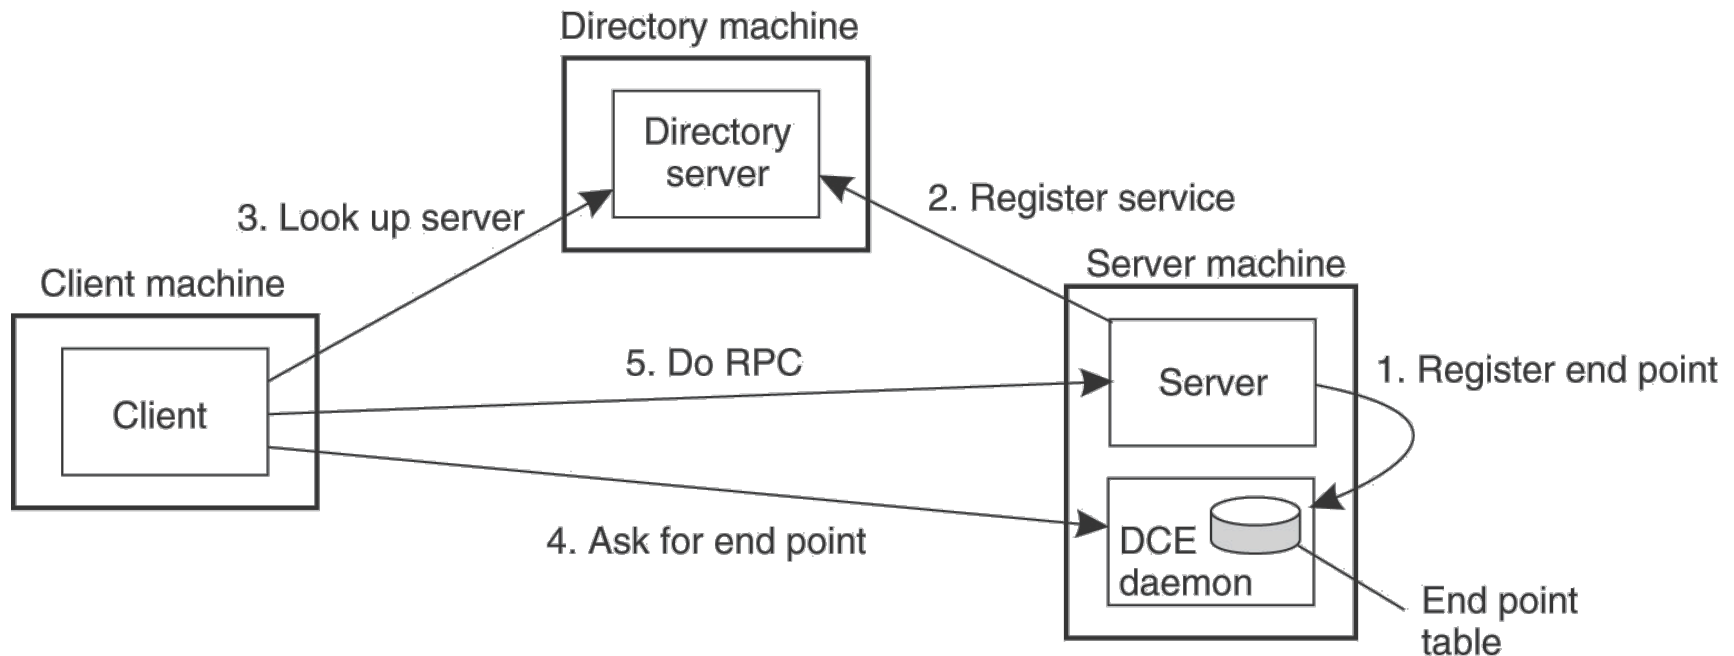 Directory machine
Directory
server
2. Register service
3. Look up server
Server machine
Client machine
5. Do RPC
1. Register end point
Server
Client
4. Ask for end point
DCE
daemon
End point
table